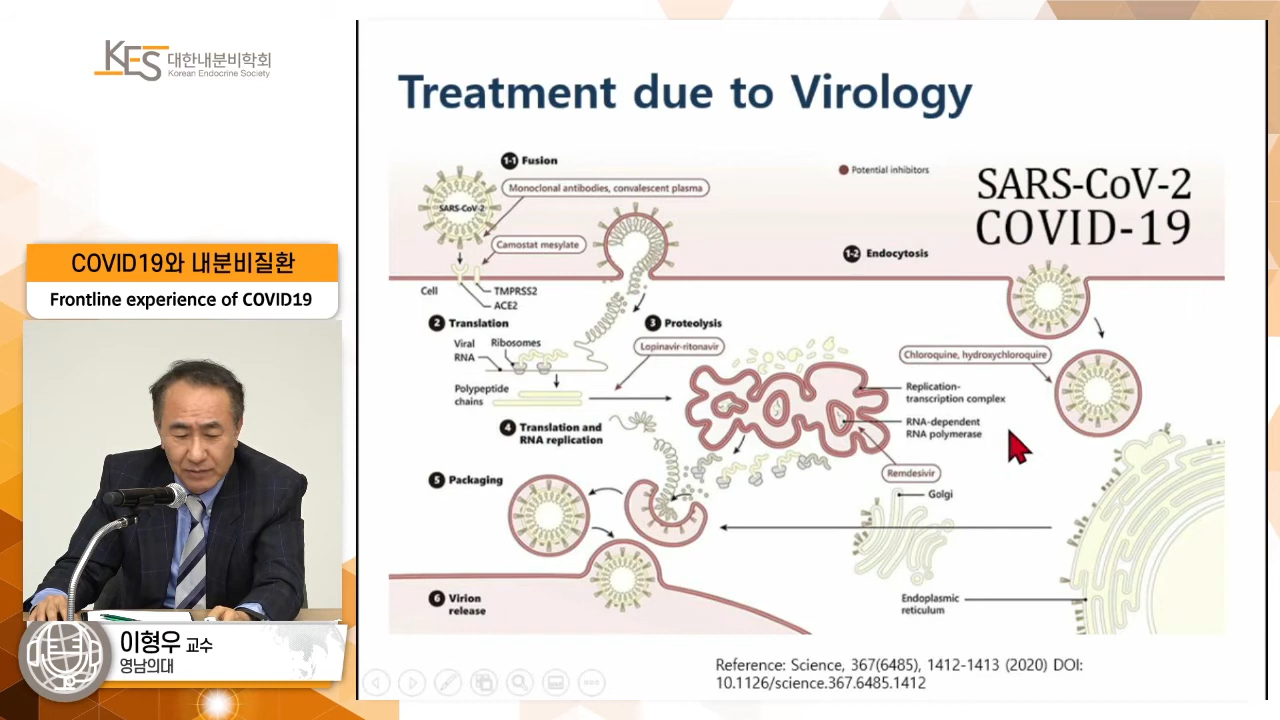 KES 대한내분비학회
Korean Endocrine Society
COVID19와 내분비질환
Frontline experience of COVID19
이형우 교수
영남의대
Treatment due to Virology
1-1 Fusion
Monoclonal antibodies, convalescent plasma
SARS-CoV-2
Camostat mesylate
Potential inhibitors
SARS-CoV-2
COVID-19
1-2 Endocytosis
Cell
TMPRSS2
ACE2
2 Translation
Viral
RNA
Ribosomes
3 Proteolysis
Lopinavir-ritonavir
Polypeptide
chains
Chloroquine, hydroxychloroquire
Replication-
transcription complex
RNA-dependent
RNA polymerase
4 Translation and
RNA replication
Remdesivir
5 Packaging
Golgi
6 Virion
release
Endoplasmic
reticulum
Reference: Science, 367(6485), 1412-1413 (2020) DOI:
10.1126/science.367.6485.1412